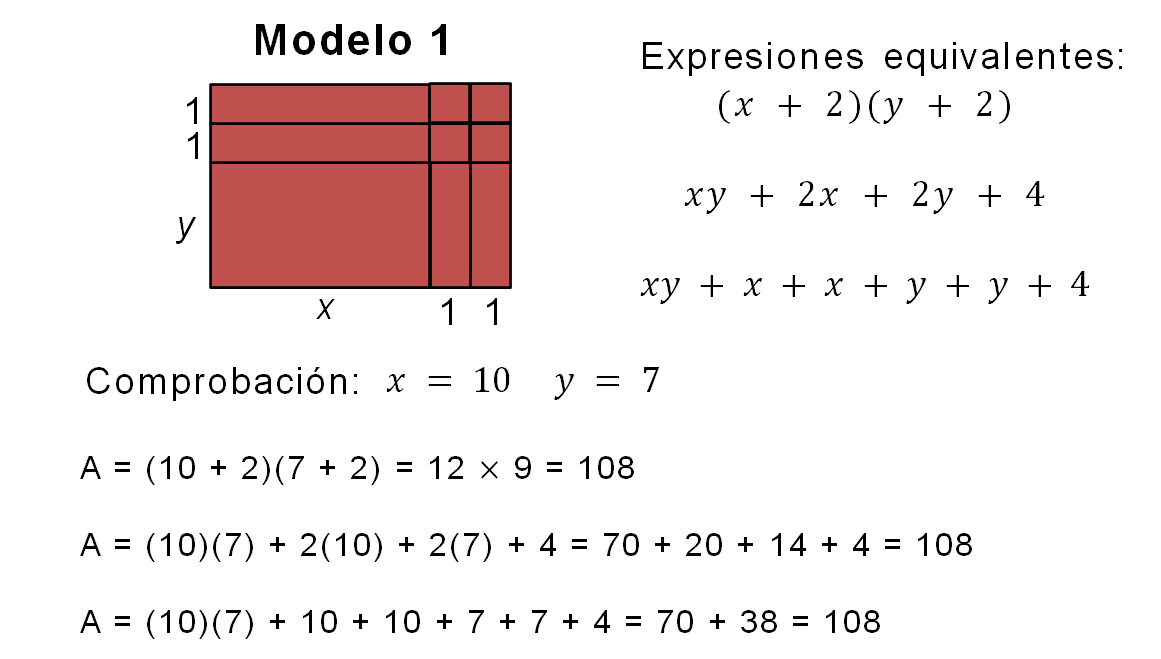 Modelo 1
1
1
y
x 1 1
Expresiones equivalentes:
(x + 2)(y + 2)
xy + 2x + 2y + 4
xy + x + x + y + y + 4
Comprobación: x = 10 y = 7
A = (10 + 2)(7 + 2) = 12 × 9 = 108
A = (10)(7) + 2(10) + 2(7) + 4 = 70 + 20 + 14 + 4 = 108
A = (10)(7) + 10 + 10 + 7 + 7 + 4 = 70 + 38 = 108